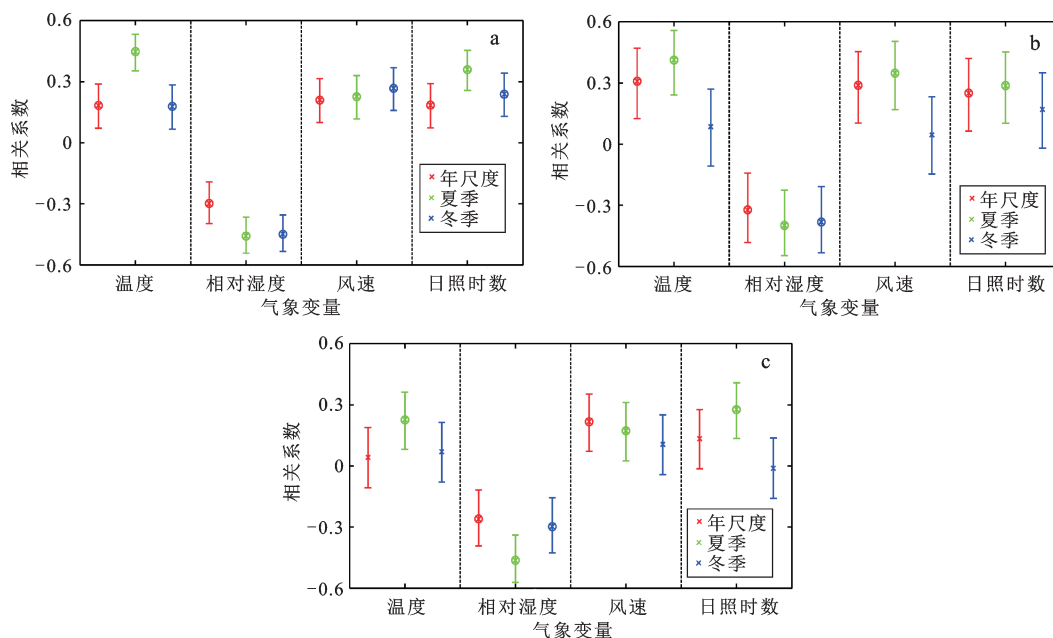 a
0.6
0.3
0
−0.3
−0.6
相关系数
年尺度
夏季
冬季
温度 相对湿度 风速 日照时数
气象变量
b
0.6
0.3
0
−0.3
−0.6
相关系数
年尺度
夏季
冬季
温度 相对湿度 风速 日照时数
气象变量
c
0.6
0.3
0
−0.3
−0.6
相关系数
年尺度
夏季
冬季
温度 相对湿度 风速 日照时数
气象变量